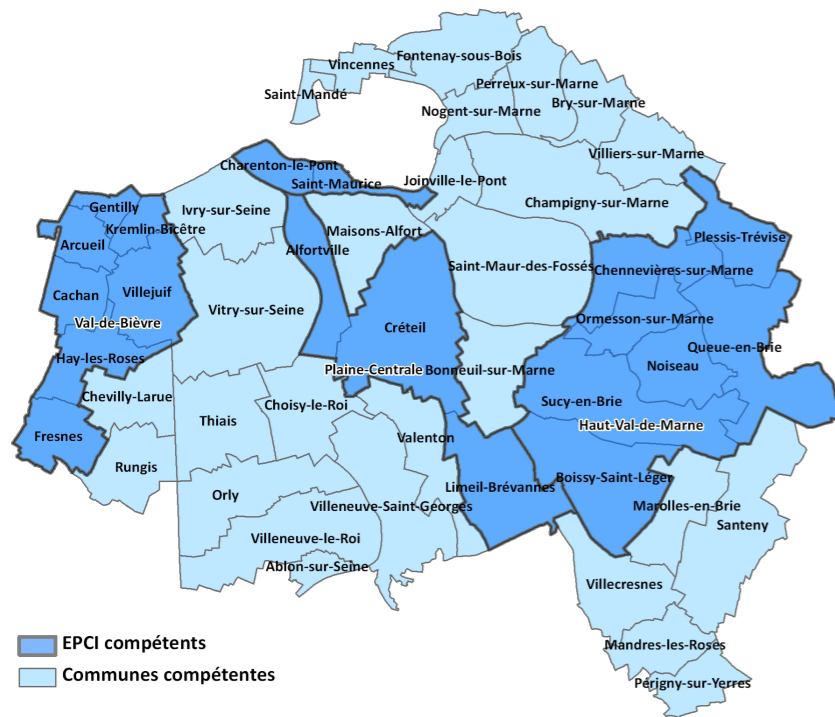 Fontenay-sous-Bois
Vincennes
Perreux-sur-Marne
Saint-Mandé
Bry-sur-Marne
Nogent-sur-Marne
Villiers-sur-Marne
Charenton-le-Pont
Saint-Maurice
Joinville-le-Pont
Champigny-sur-Marne
Gentilly
Ivry-sur-Seine
Kremlin-Bicêtre
Maisons-Alfort
Plessis-Trévise
Arcueil
Alfortville
Saint-Maur-des-Fossés
Chennevières-sur-Marne
Cachan
Villejuif
Vitry-sur-Seine
Val-de-Bièvre
Créteil
Ormesson-sur-Marne
Queue-en-Brie
Hay-les-Roses
Plaine-Centrale
Bonneuil-sur-Marne
Noiseau
Chevilly-Larue
Choisy-le-Roi
Sucy-en-Brie
Thiais
Haut-Val-de-Marne
Fresnes
Valenton
Rungis
Limeil-Brévannes
Boissy-Saint-Léger
Orly
Villeneuve-Saint-Georges
Marolles-en-Brie
Santeny
Villeneuve-le-Roi
Ablon-sur-Seine
Villecresnes
Mandres-les-Roses
Périgny-sur-Yerres
EPCI compétents
Communes compétentes